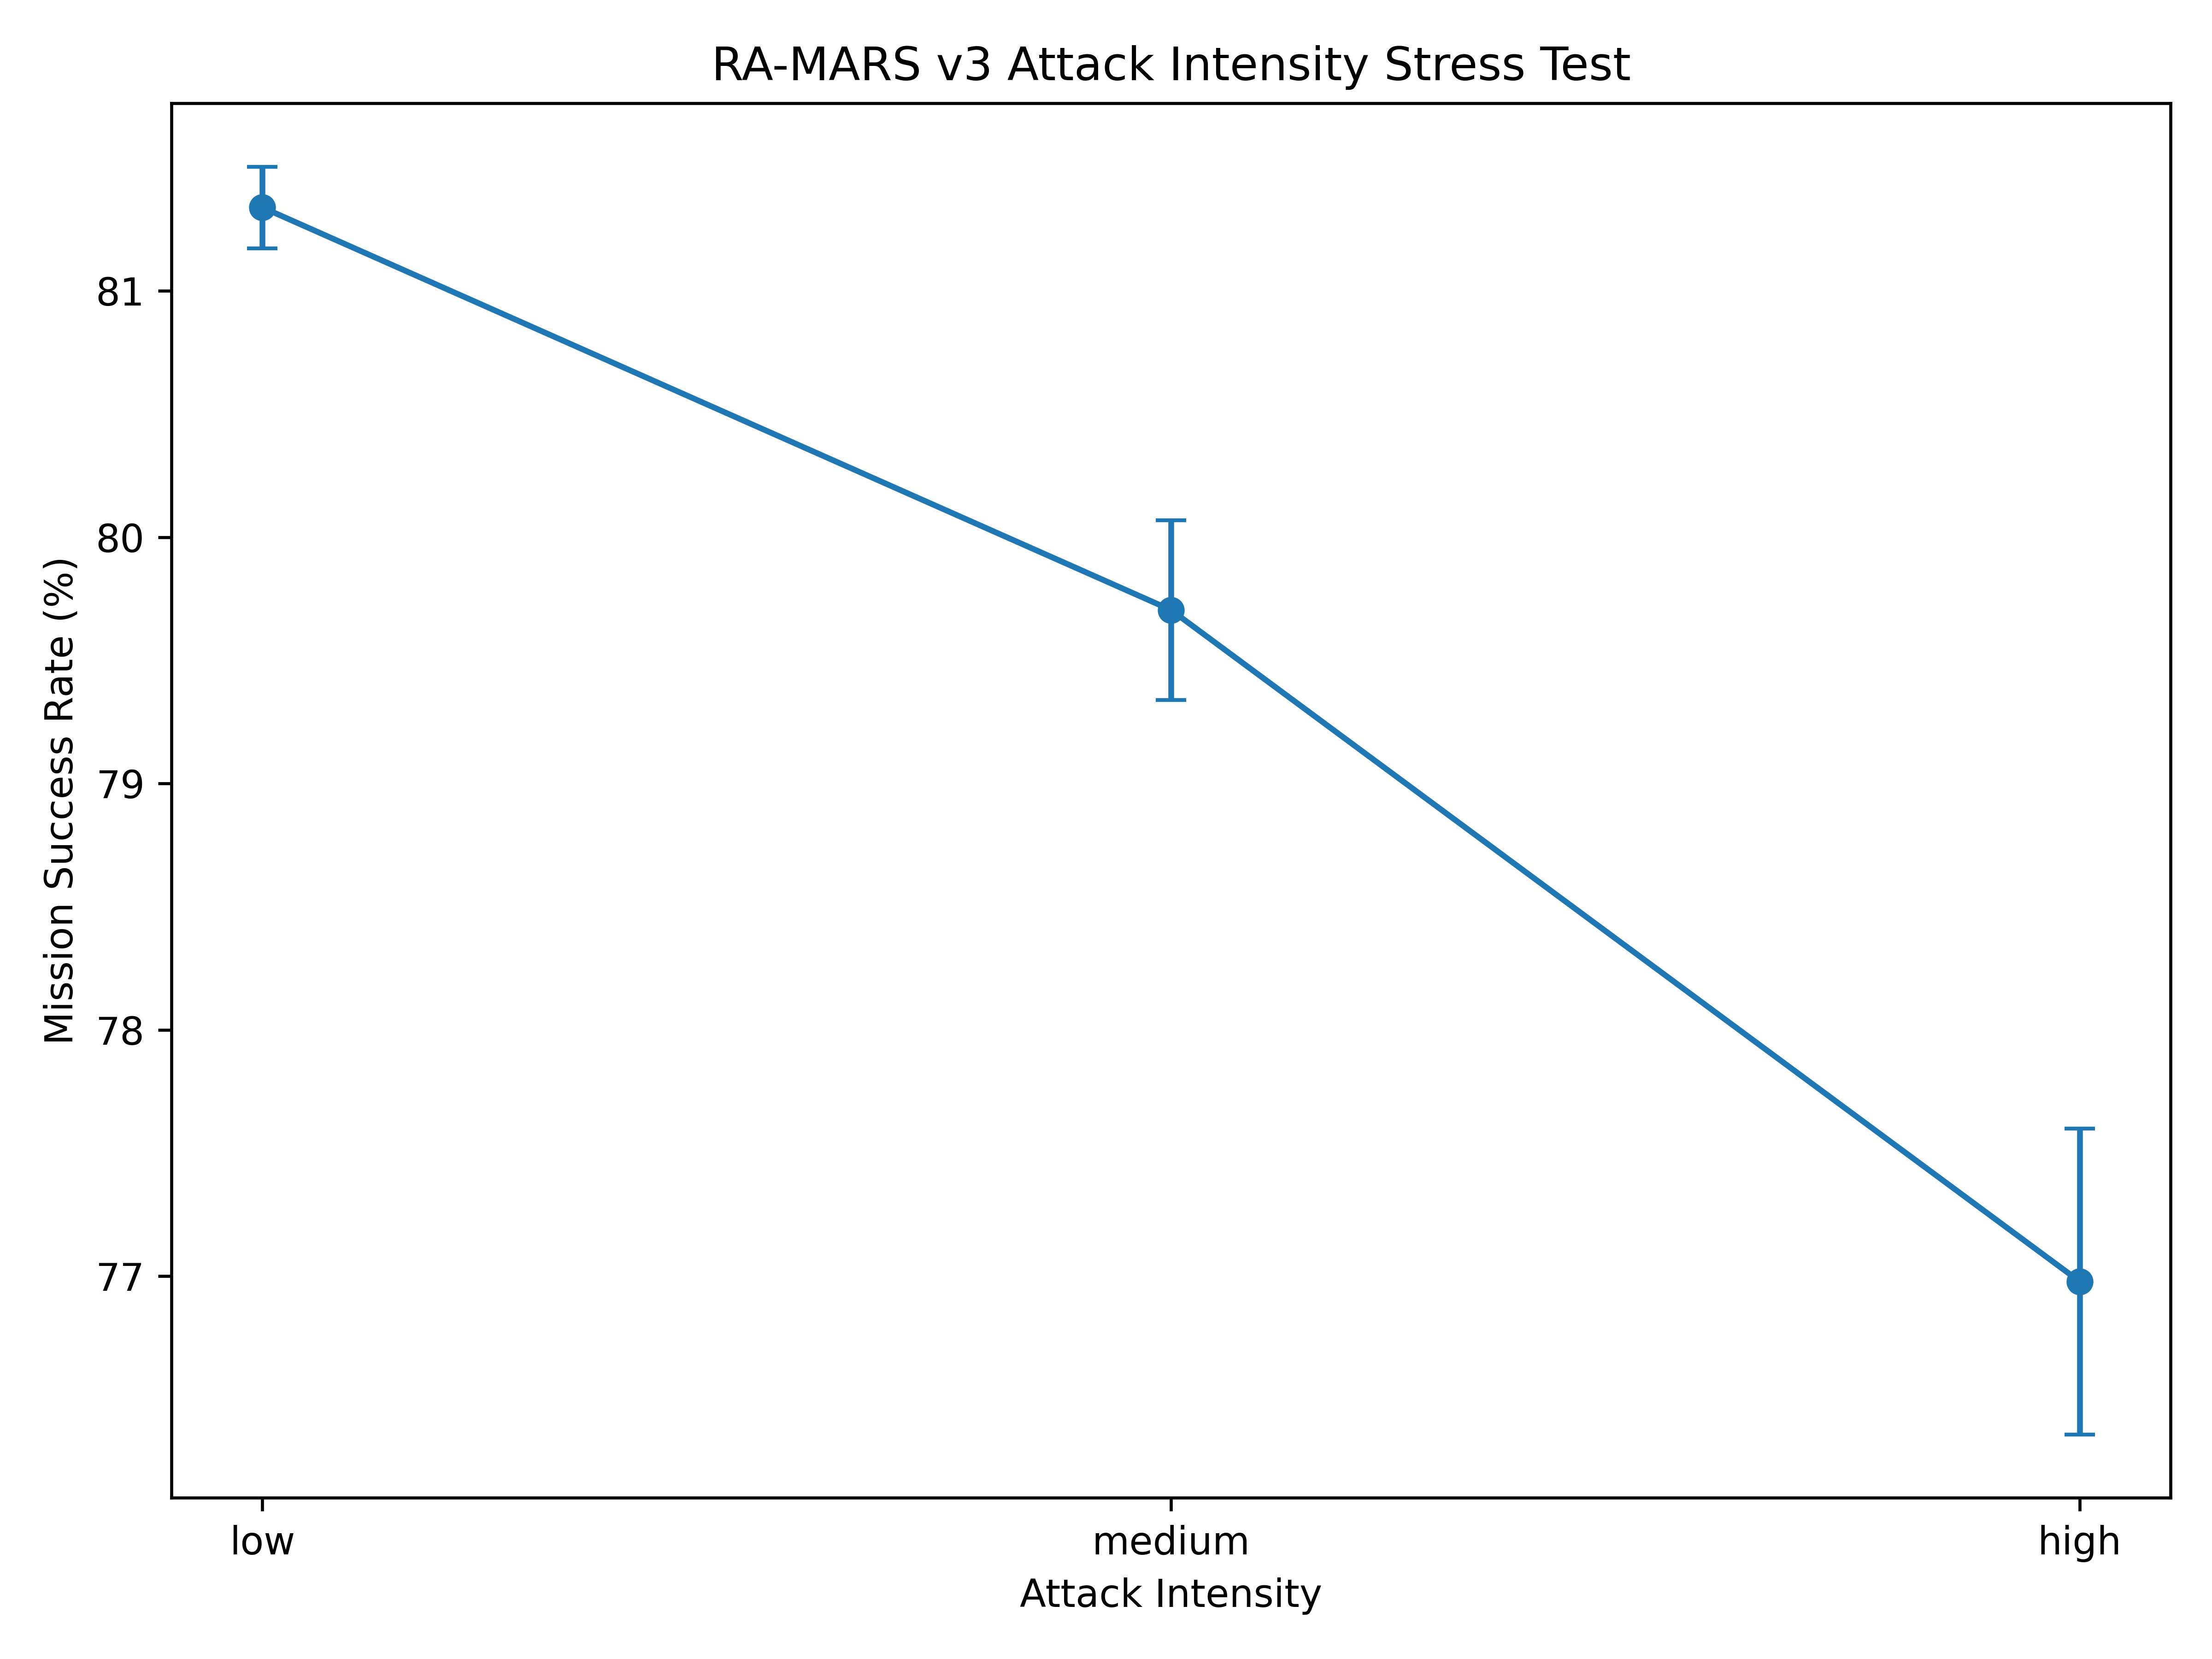 RA-MARS v3 Attack Intensity Stress Test
Mission Success Rate (%)
81
80
79
78
77
low medium high
Attack Intensity